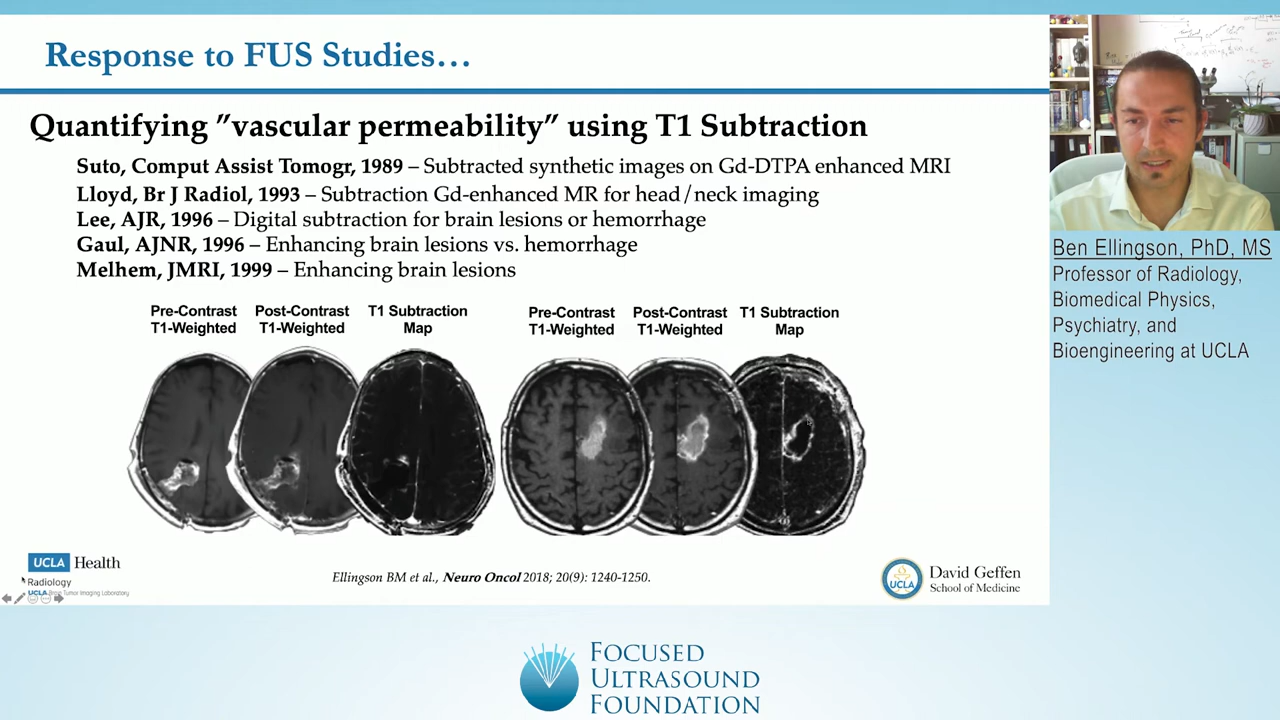 Response to FUS Studies…
Quantifying ”vascular permeability” using T1 Subtraction
Suto, Comput Assist Tomogr, 1989 – Subtracted synthetic images on Gd-DTPA enhanced MRI
Lloyd, Br J Radiol, 1993 – Subtraction Gd-enhanced MR for head/neck imaging
Lee, AJR, 1996 – Digital subtraction for brain lesions or hemorrhage
Gaul, AJNR, 1996 – Enhancing brain lesions vs. hemorrhage
Melhem, JMRI, 1999 – Enhancing brain lesions
Pre-Contrast
T1-Weighted
Post-Contrast
T1-Weighted
T1 Subtraction
Map
Pre-Contrast
T1-Weighted
Post-Contrast
T1-Weighted
T1 Subtraction
Map
UCLA Health
Radiology
UCLA Brain Tumor Imaging Laboratory
Ellingson BM et al., Neuro Oncol 2018; 20(9): 1240-1250.
UCLA
David Geffen
School of Medicine
Ben Ellingson, PhD, MS
Professor of Radiology,
Biomedical Physics,
Psychiatry, and
Bioengineering at UCLA
FOCUSED
ULTRASOUND
FOUNDATION